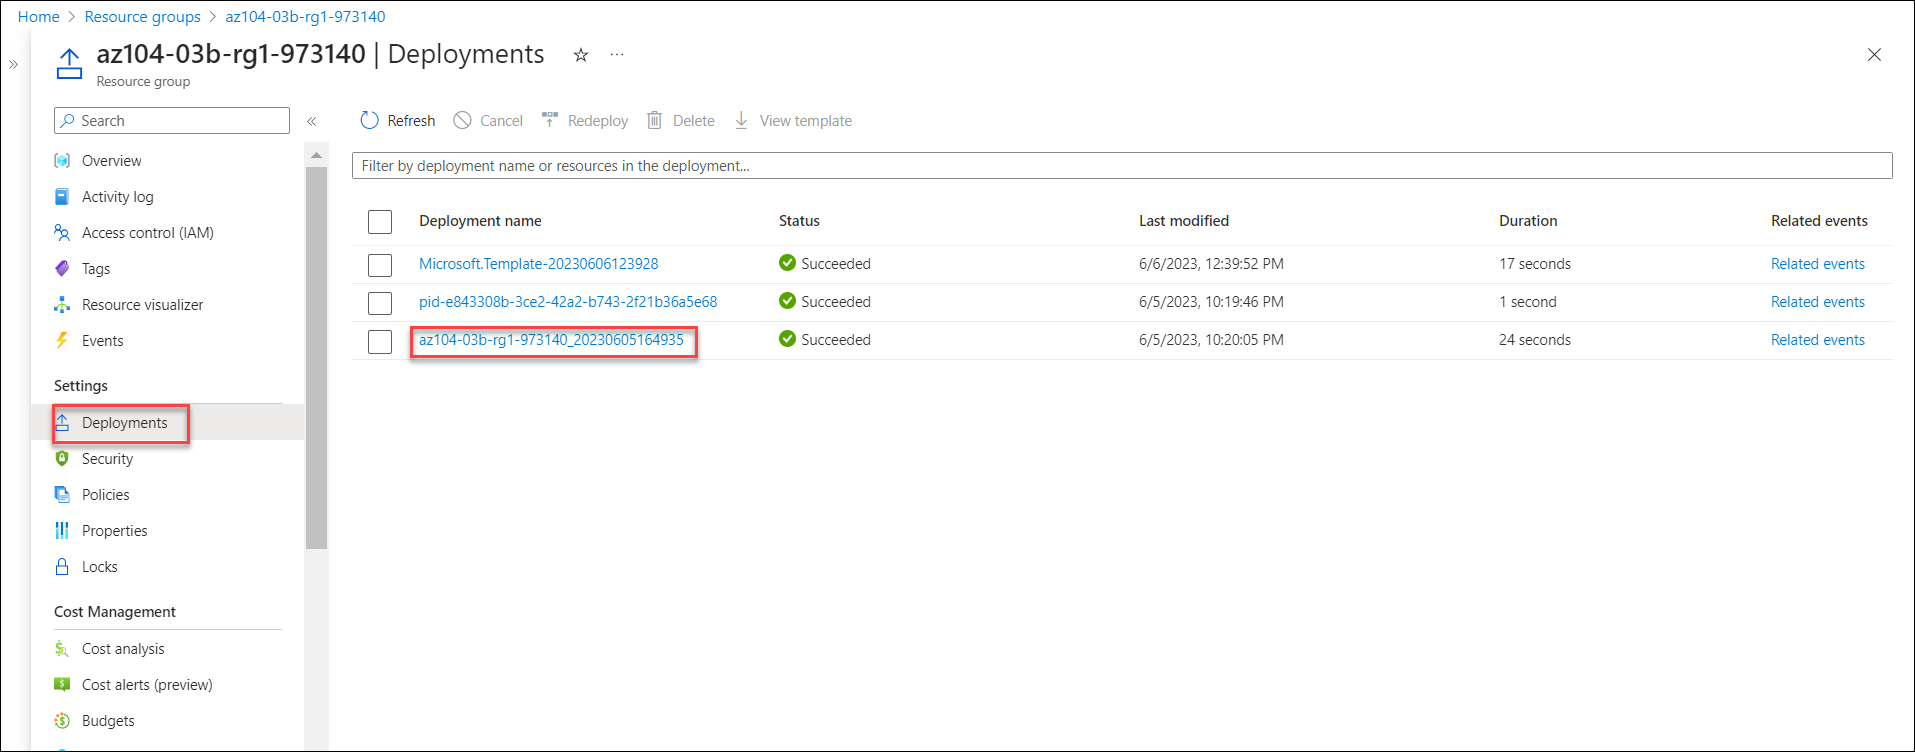 Home > Resource groups > az104-03b-rg1-973140
az104-03b-rg1-973140 | Deployments
Resource group
Search
Overview
Activity log
Access control (IAM)
Tags
Resource visualizer
Events
Settings
Deployments
Security
Policies
Properties
Locks
Cost Management
Cost analysis
Cost alerts (preview)
Budgets
Refresh Cancel Redeploy Delete View template
Filter by deployment name or resources in the deployment...
Deployment name Status Last modified Duration Related events
Microsoft.Template-20230606123928 Succeeded 6/6/2023, 12:39:52 PM 17 seconds Related events
pid-e843308b-3ce2-42a2-b743-2f21b36a5e68 Succeeded 6/5/2023, 10:19:46 PM 1 second Related events
az104-03b-rg1-973140_20230605164935 Succeeded 6/5/2023, 10:20:05 PM 24 seconds Related events